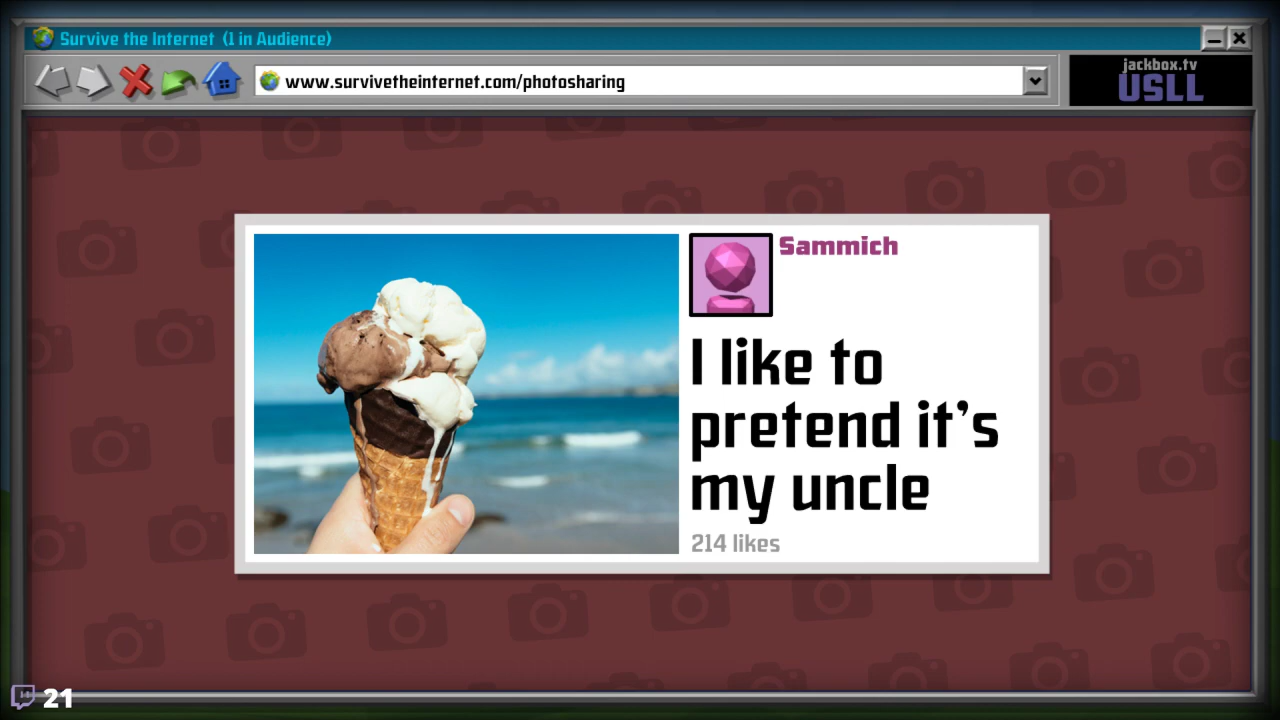 Survive the Internet (1 in Audience)
www.survivetheinternet.com/photosharing
jackbox.tv
USLL
Sammich
I like to
pretend it's
my uncle
214 likes
21